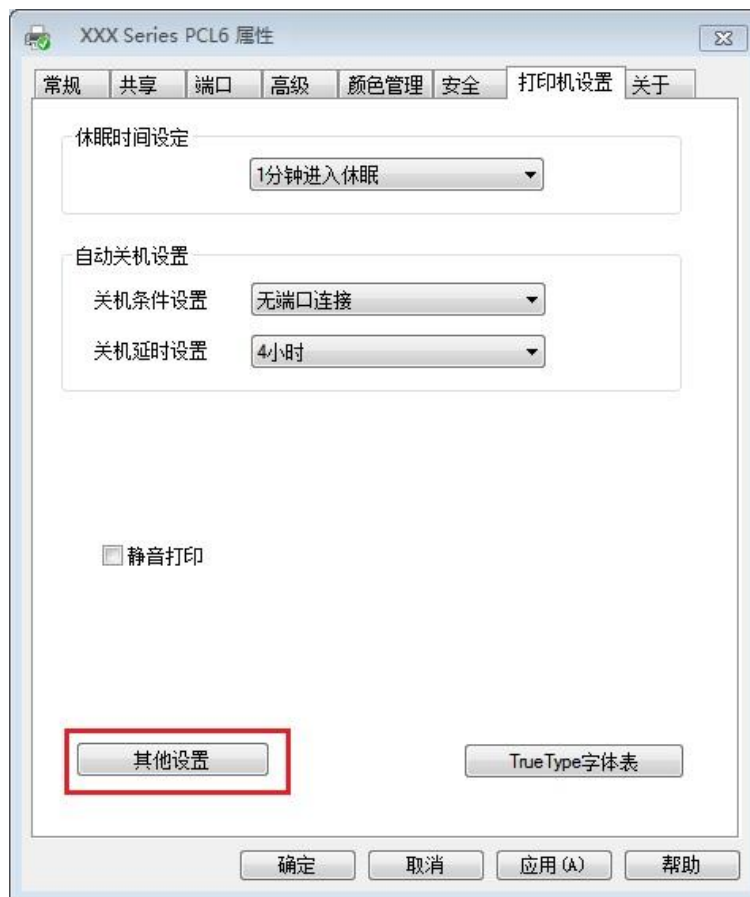 XXX Series PCL6 属性
常规 共享 端口 高级 颜色管理 安全 打印机设置 关于
休眠时间设定
1分钟进入休眠
自动关机设置
关机条件设置 无端口连接
关机延时设置 4小时
静音打印
其他设置 TrueType字体表
确定 取消 应用(A) 帮助